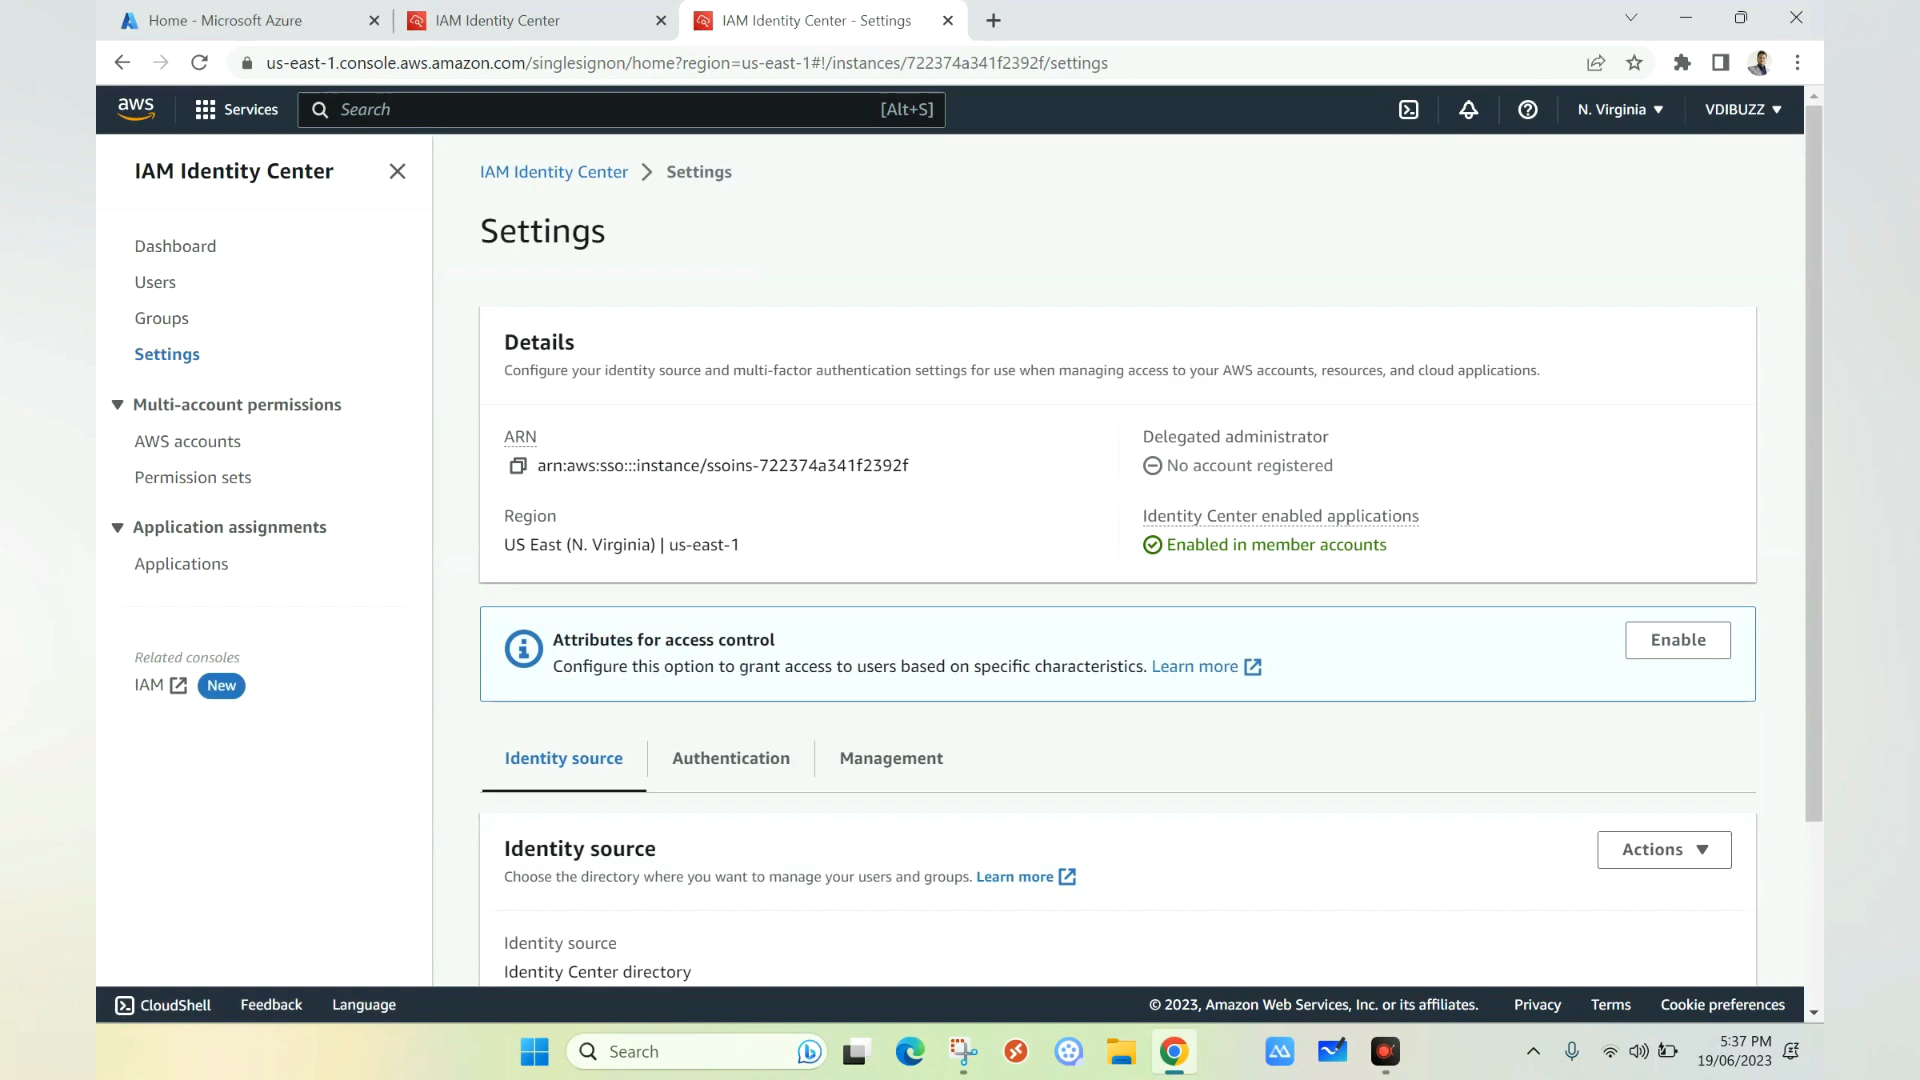 Home - Microsoft Azure
IAM Identity Center
IAM Identity Center - Settings
us-east-1.console.aws.amazon.com/singlesignon/home?region=us-east-1#!/instances/722374a341f2392f/settings
aws
Services
Search
[Alt+S]
N. Virginia
VDIBUZZ
IAM Identity Center
Dashboard
Users
Groups
Settings
Multi-account permissions
AWS accounts
Permission sets
Application assignments
Applications
Related consoles
IAM
New
IAM Identity Center > Settings
Settings
Details
Configure your identity source and multi-factor authentication settings for use when managing access to your AWS accounts, resources, and cloud applications.
ARN
arn:aws:sso:::instance/ssoins-722374a341f2392f
Delegated administrator
No account registered
Region
US East (N. Virginia) | us-east-1
Identity Center enabled applications
Enabled in member accounts
Attributes for access control
Configure this option to grant access to users based on specific characteristics. Learn more
Enable
Identity source
Authentication
Management
Identity source
Choose the directory where you want to manage your users and groups. Learn more
Actions
Identity source
Identity Center directory
CloudShell
Feedback
Language
© 2023, Amazon Web Services, Inc. or its affiliates.
Privacy
Terms
Cookie preferences
Search
5:37 PM
19/06/2023